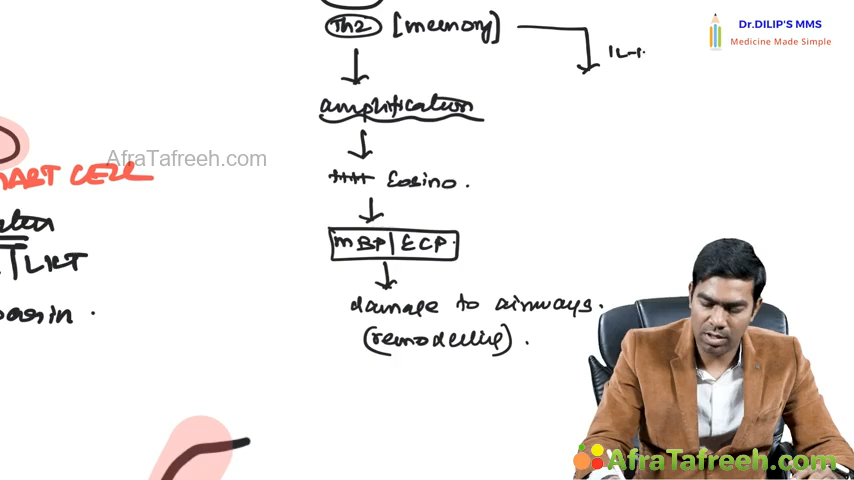 Th2 [memory]
IL-
amplification
++++ Eosino.
MBP | ECP.
damage to airways.
(remodelling).
CELL
LKT
Dr.DILIP'S MMS
Medicine Made Simple
AfraTafreeh.com
AfraTafreeh.com